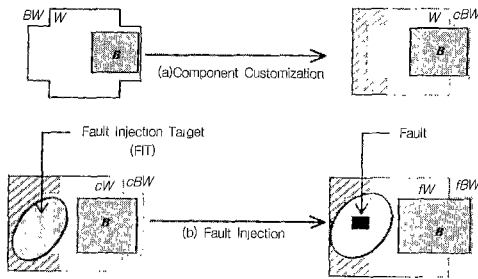 BW W
B
W cBW
B
(a)Component Customization
Fault Injection Target
(FIT)
Fault
cW cBW
B
fW fBW
B
(b) Fault Injection